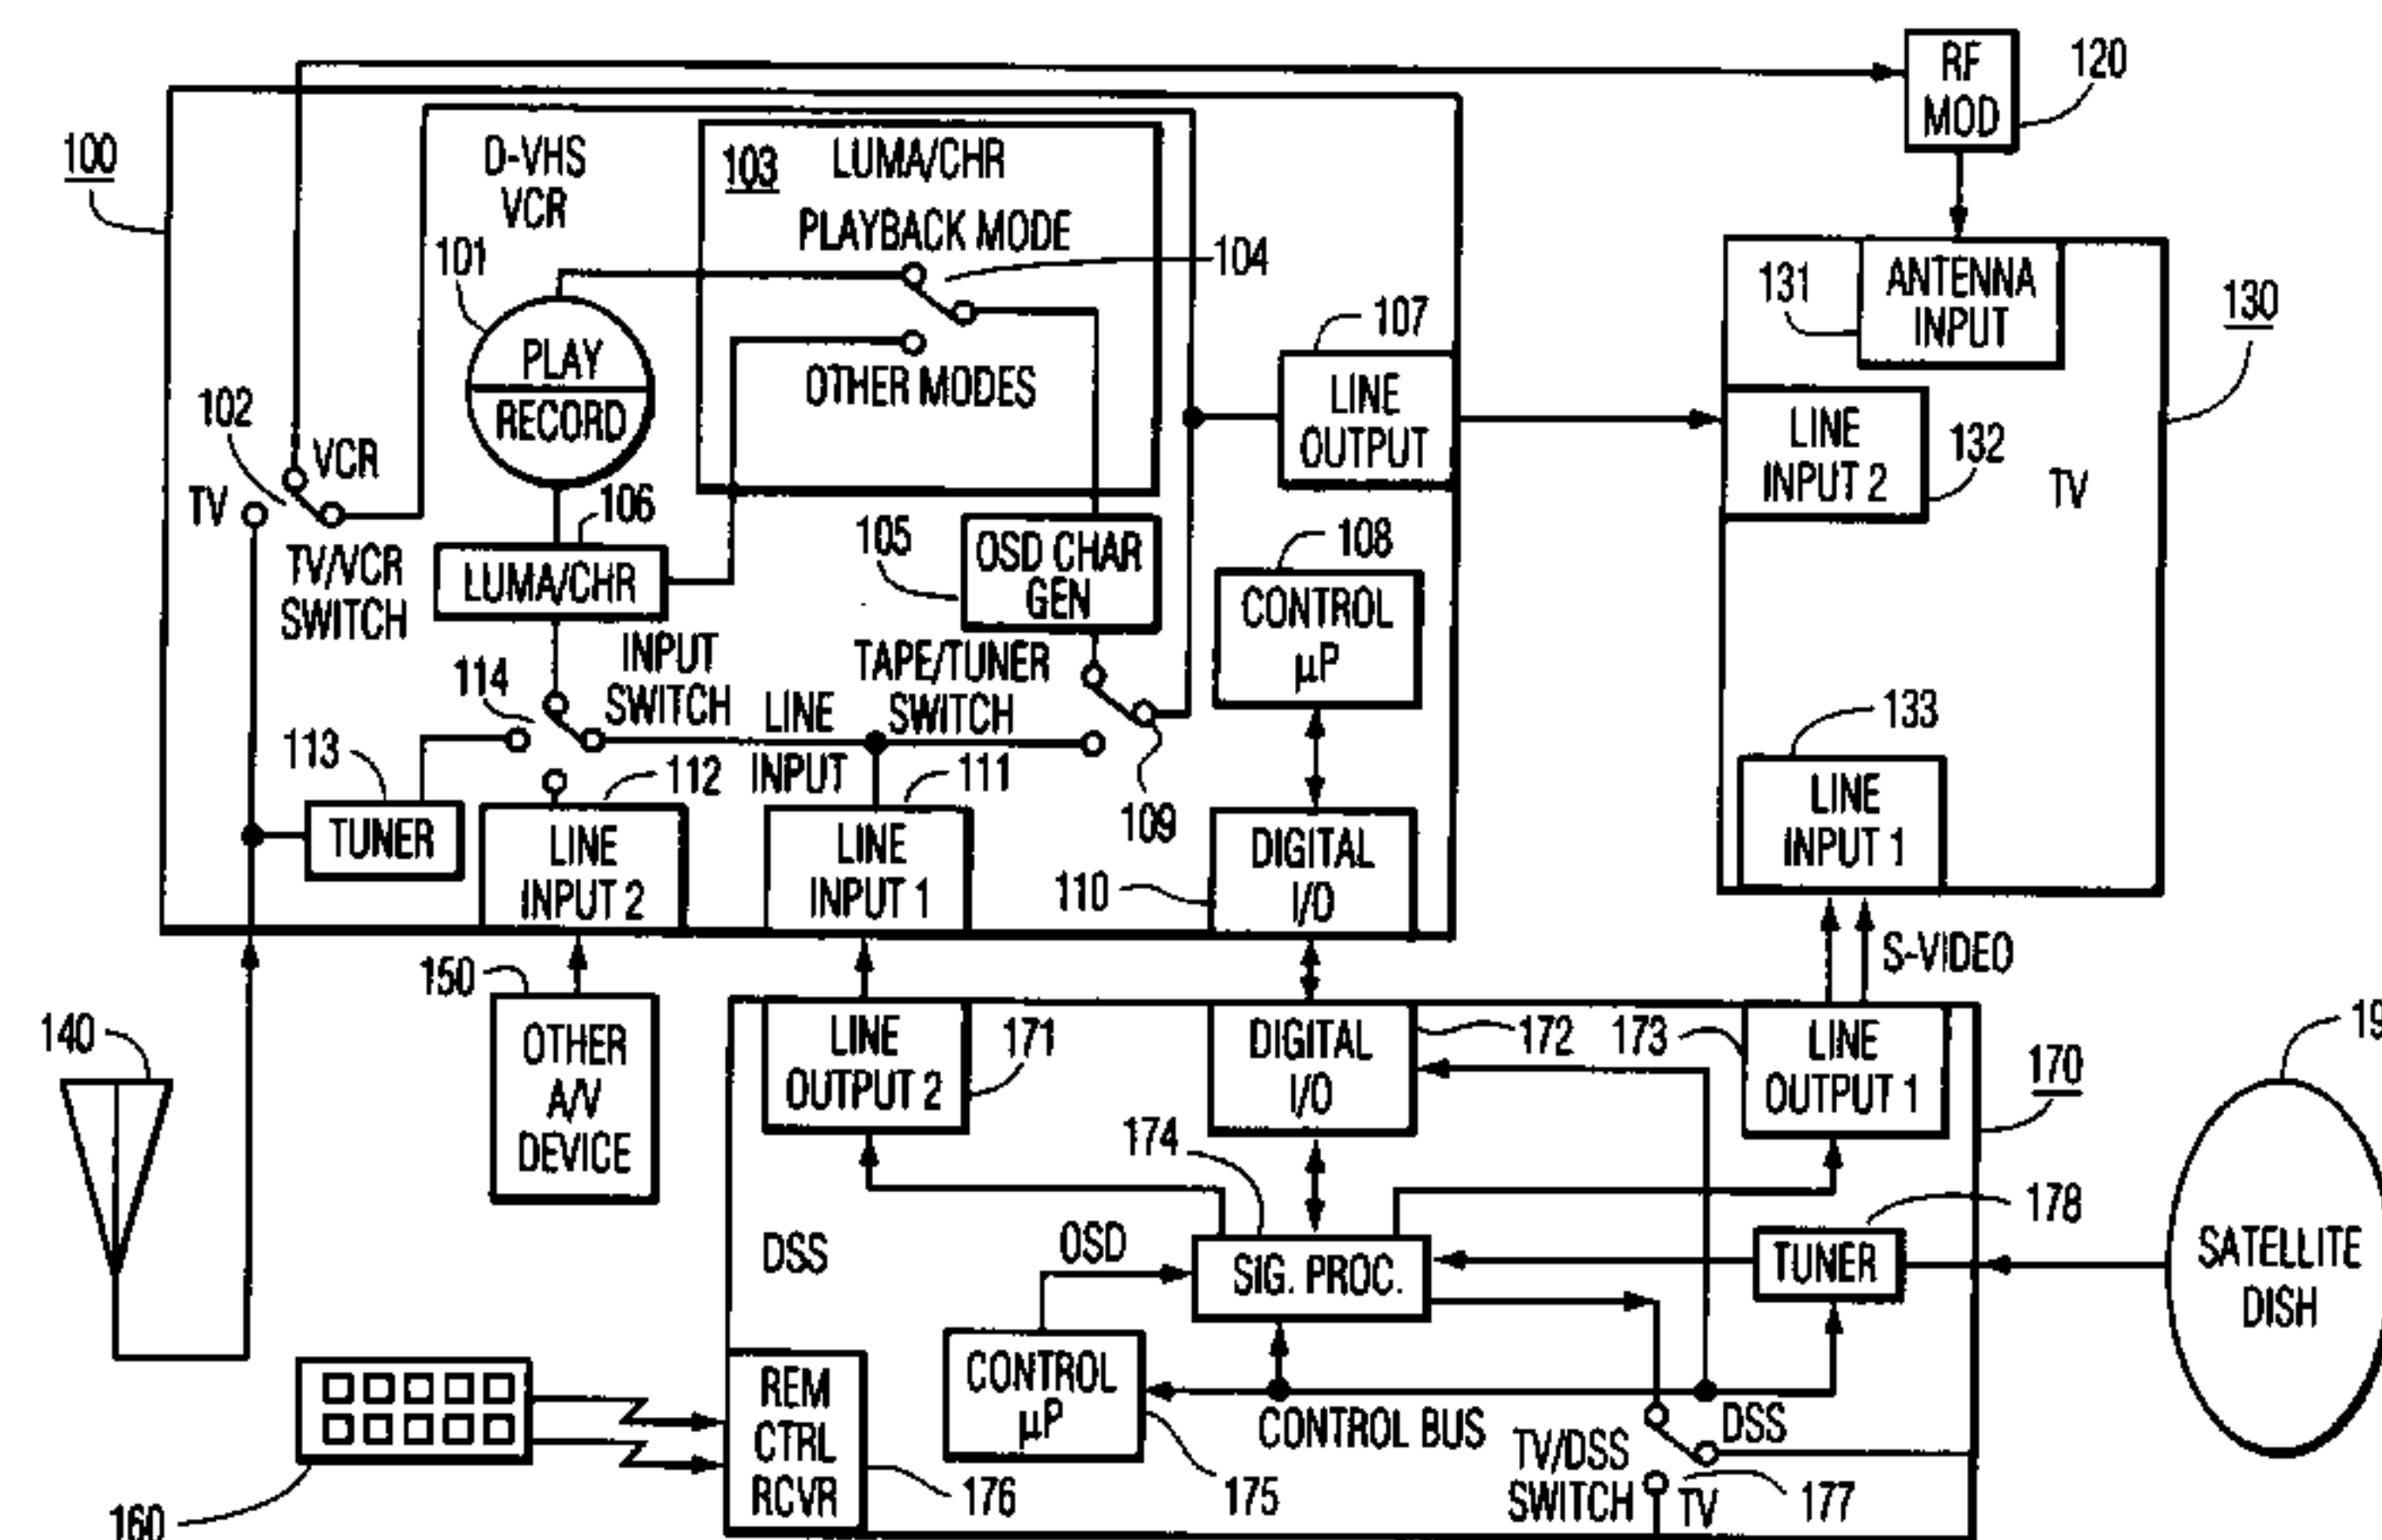 RF
MOD
120
100
D-VHS
VCR
103
LUMA/CHR
PLAYBACK MODE
101
104
131
ANTENNA
INPUT
130
107
PLAY
RECORD
OTHER MODES
LINE
OUTPUT
LINE
INPUT 2
132
TV
102
VCR
TV
106
105
108
TV/VCR
SWITCH
LUMA/CHR
OSD CHAR
GEN
CONTROL
µP
114
INPUT
SWITCH
LINE
INPUT
TAPE/TUNER
SWITCH
133
113
112
111
109
TUNER
LINE
INPUT 2
LINE
INPUT 1
110
DIGITAL
I/O
LINE
INPUT 1
S-VIDEO
150
140
OTHER
A/V
DEVICE
LINE
OUTPUT 2
171
DIGITAL
I/O
172
173
LINE
OUTPUT 1
170
19
174
178
DSS
OSD
SIG. PROC.
TUNER
SATELLITE
DISH
REM
CTRL
RCVR
CONTROL
µP
CONTROL BUS
DSS
TV/DSS
SWITCH
TV
160
176
175
177